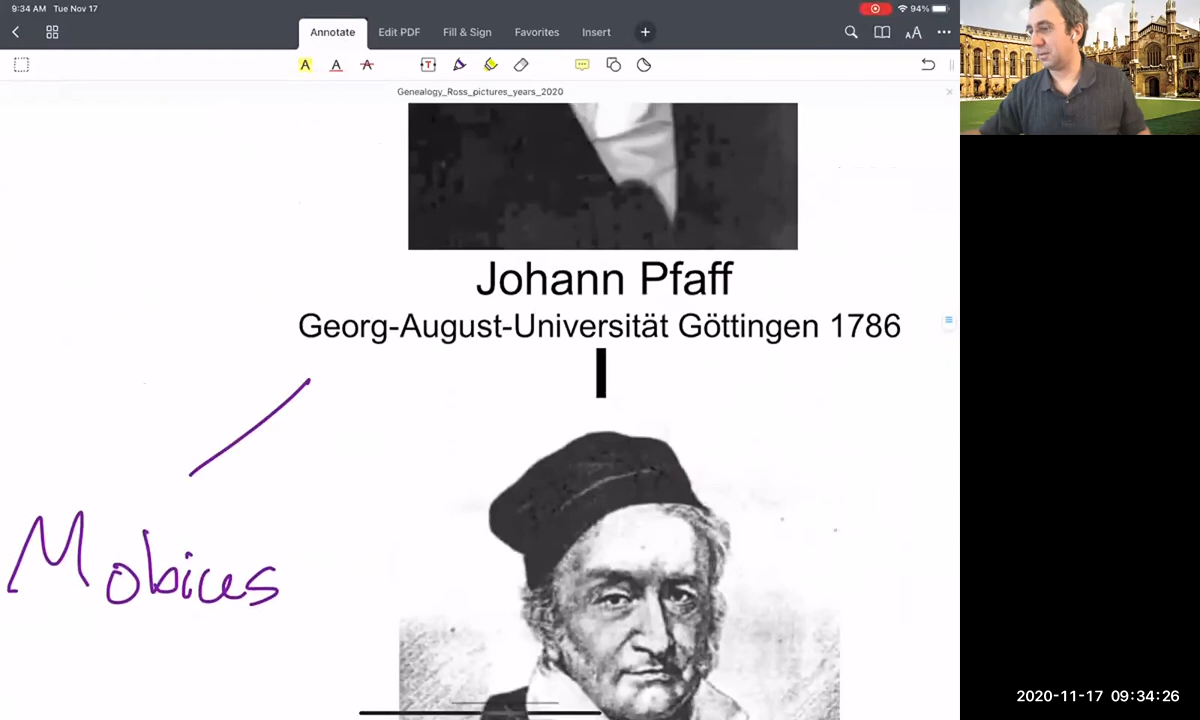 9:34 AM Tue Nov 17
94%
Annotate
Edit PDF
Fill & Sign
Favorites
Insert
AA
A
A
A
T
Genealogy_Ross_pictures_years_2020
Johann Pfaff
Georg-August-Universität Göttingen 1786
Mobius
2020-11-17 09:34:26